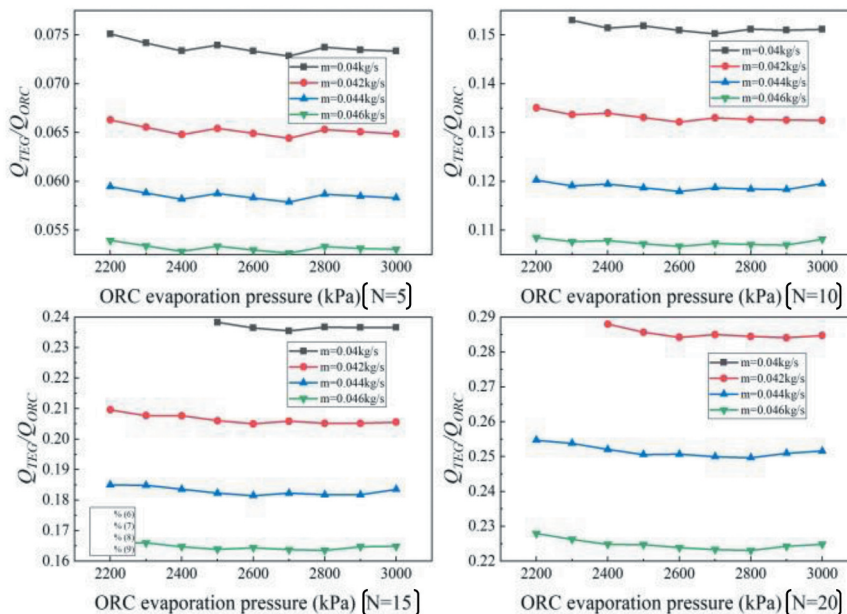 0.075
0.070
0.065
0.060
0.055
Q_TEG/Q_ORC
m=0.04kg/s
m=0.042kg/s
m=0.044kg/s
m=0.046kg/s
2200 2400 2600 2800 3000
ORC evaporation pressure (kPa)[N=5]
0.15
0.14
0.13
0.12
0.11
Q_TEG/Q_ORC
m=0.04kg/s
m=0.042kg/s
m=0.044kg/s
m=0.046kg/s
2200 2400 2600 2800 3000
ORC evaporation pressure (kPa)[N=10]
0.24
0.23
0.22
0.21
0.20
0.19
0.18
0.17
0.16
Q_TEG/Q_ORC
m=0.04kg/s
m=0.042kg/s
m=0.044kg/s
m=0.046kg/s
% (6)
% (7)
% (8)
% (9)
2200 2400 2600 2800 3000
ORC evaporation pressure (kPa)[N=15]
0.29
0.28
0.27
0.26
0.25
0.24
0.23
0.22
Q_TEG/Q_ORC
m=0.04kg/s
m=0.042kg/s
m=0.044kg/s
m=0.046kg/s
2200 2400 2600 2800 3000
ORC evaporation pressure (kPa)[N=20]